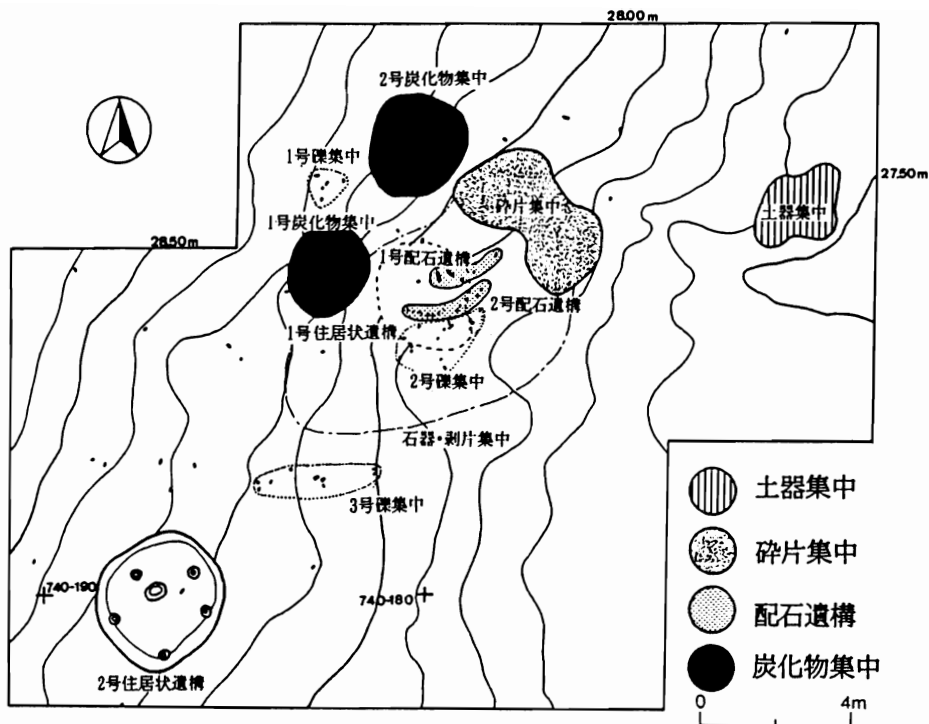 28.00m
2号炭化物集中
1号礫集中
27.50m
砕片集中
土器集中
1号炭化物集中
28.50m
1号配石遺構
2号配石遺構
1号住居状遺構
2号礫集中
石器・剥片集中
3号礫集中
土器集中
砕片集中
740-190
740-180
配石遺構
炭化物集中
2号住居状遺構
0 4m